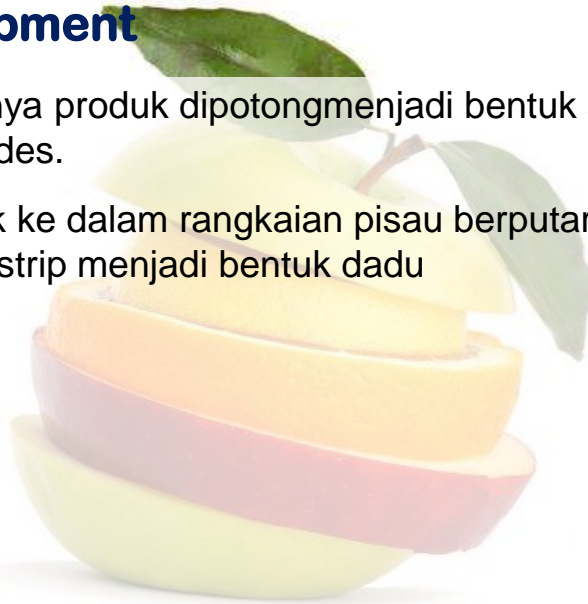 pment
nya produk dipotongmenjadi bentuk
des.
k ke dalam rangkaian pisau berputar
strip menjadi bentuk dadu